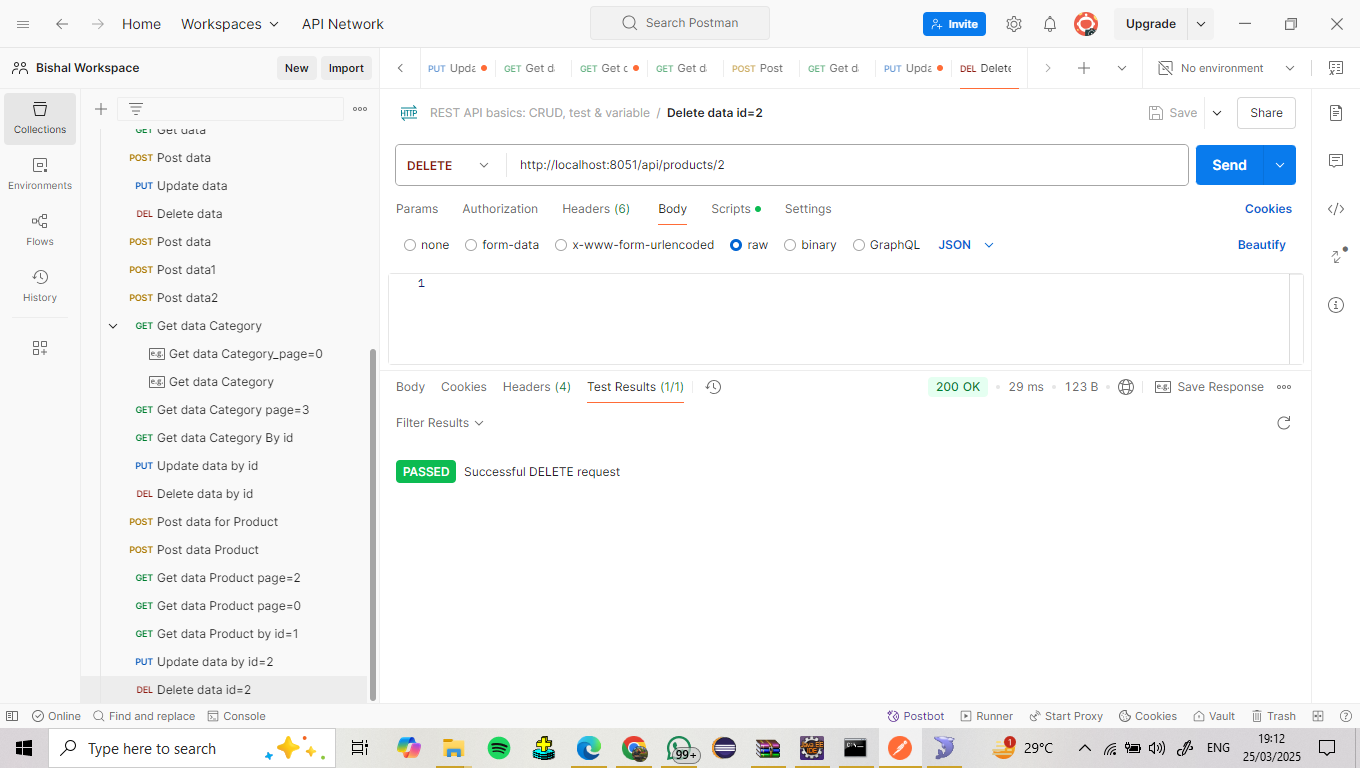 Home Workspaces API Network Search Postman Invite Upgrade
Bishal Workspace New Import PUT Upda GET Get d GET Get c GET Get d POST Post GET Get d PUT Upda DEL Delete No environment
Collections
Environments
Flows
History
GET Get data
POST Post data
PUT Update data
DEL Delete data
POST Post data
POST Post data1
POST Post data2
GET Get data Category
e.g. Get data Category_page=0
e.g. Get data Category
GET Get data Category page=3
GET Get data Category By id
PUT Update data by id
DEL Delete data by id
POST Post data for Product
POST Post data Product
GET Get data Product page=2
GET Get data Product page=0
GET Get data Product by id=1
PUT Update data by id=2
DEL Delete data id=2
HTTP REST API basics: CRUD, test & variable / Delete data id=2 Save Share
DELETE http://localhost:8051/api/products/2 Send
Params Authorization Headers (6) Body Scripts Settings Cookies
none form-data x-www-form-urlencoded raw binary GraphQL JSON Beautify
1
Body Cookies Headers (4) Test Results (1/1) 200 OK 29 ms 123 B e.g. Save Response
Filter Results
PASSED Successful DELETE request
Online Find and replace Console Postbot Runner Start Proxy Cookies Vault Trash
Type here to search 99+ 1 29°C ENG 19:12
25/03/2025